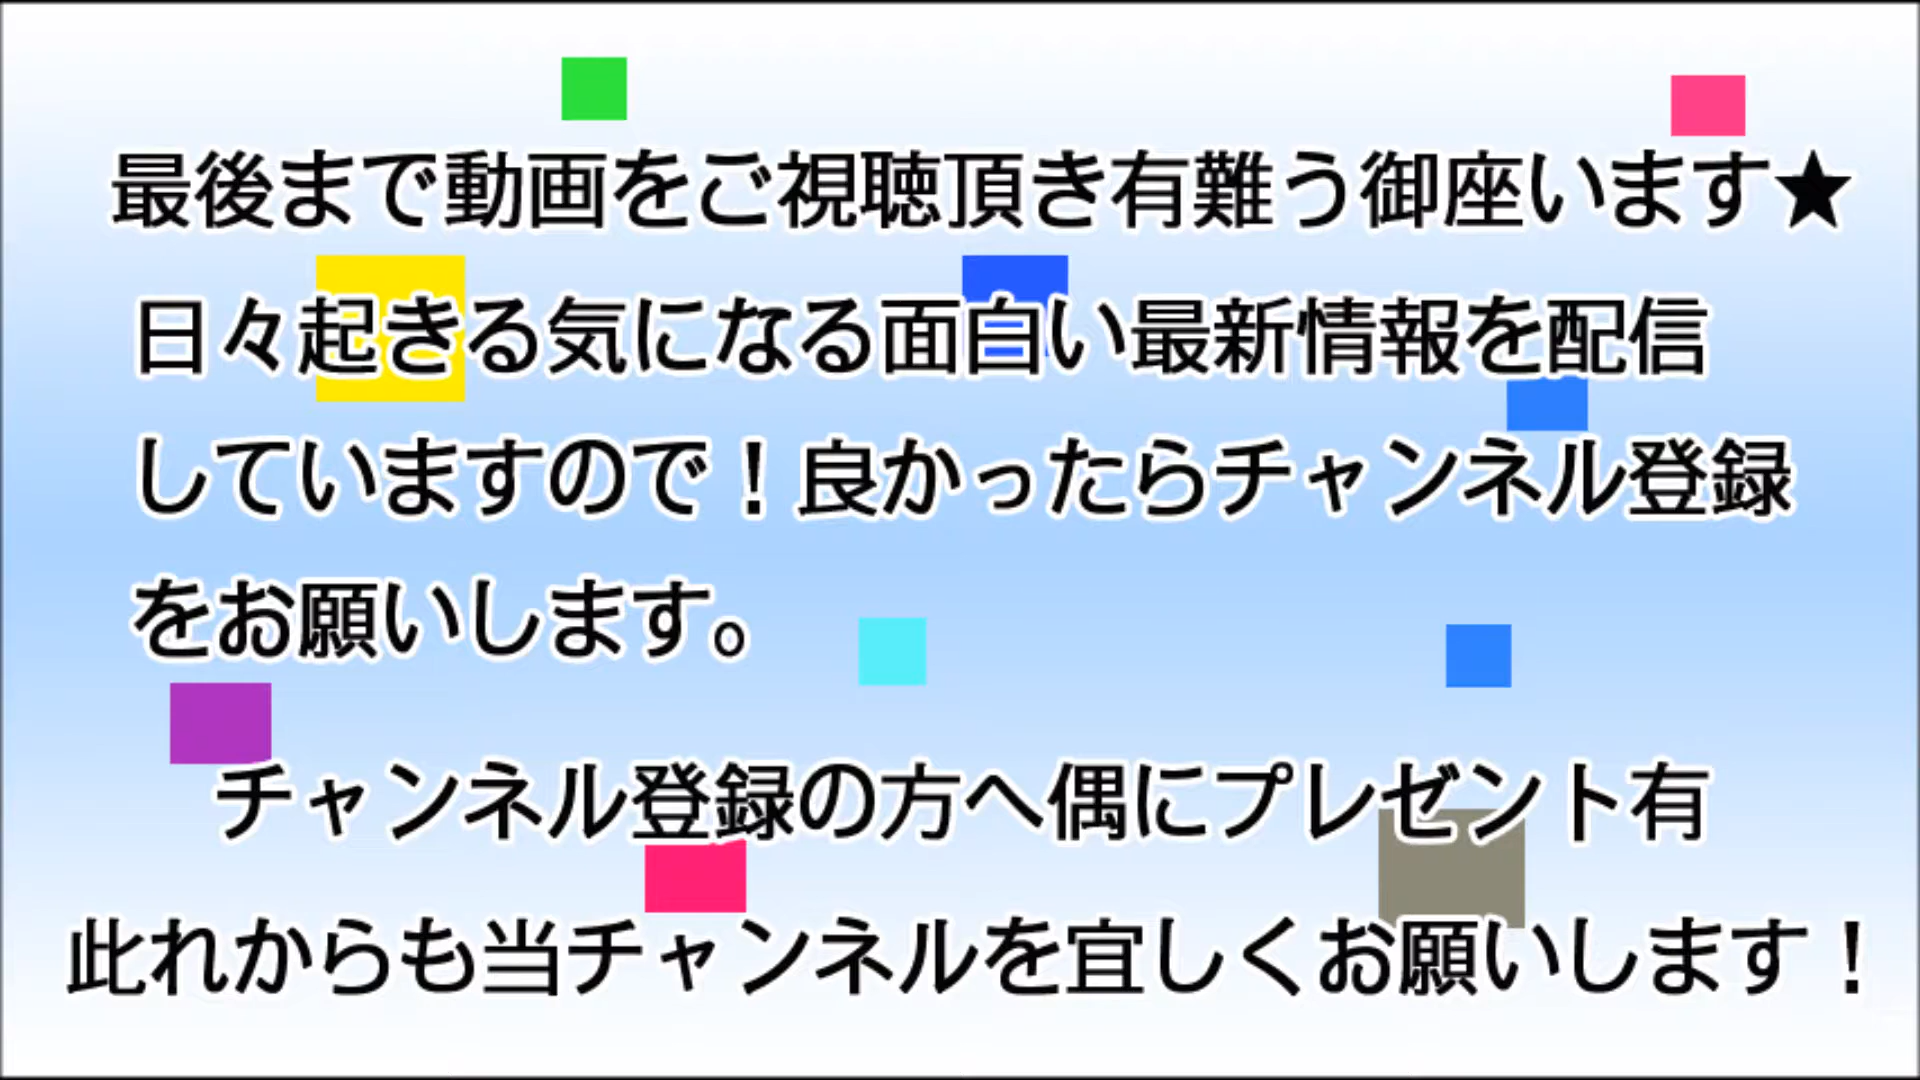 最後まで動画をご視聴頂き有難う御座います★
日々起きる気になる面白い最新情報を配信
していますので！良かったらチャンネル登録
をお願いします。
チャンネル登録の方へ偶にプレゼント有
此れからも当チャンネルを宜しくお願いします！